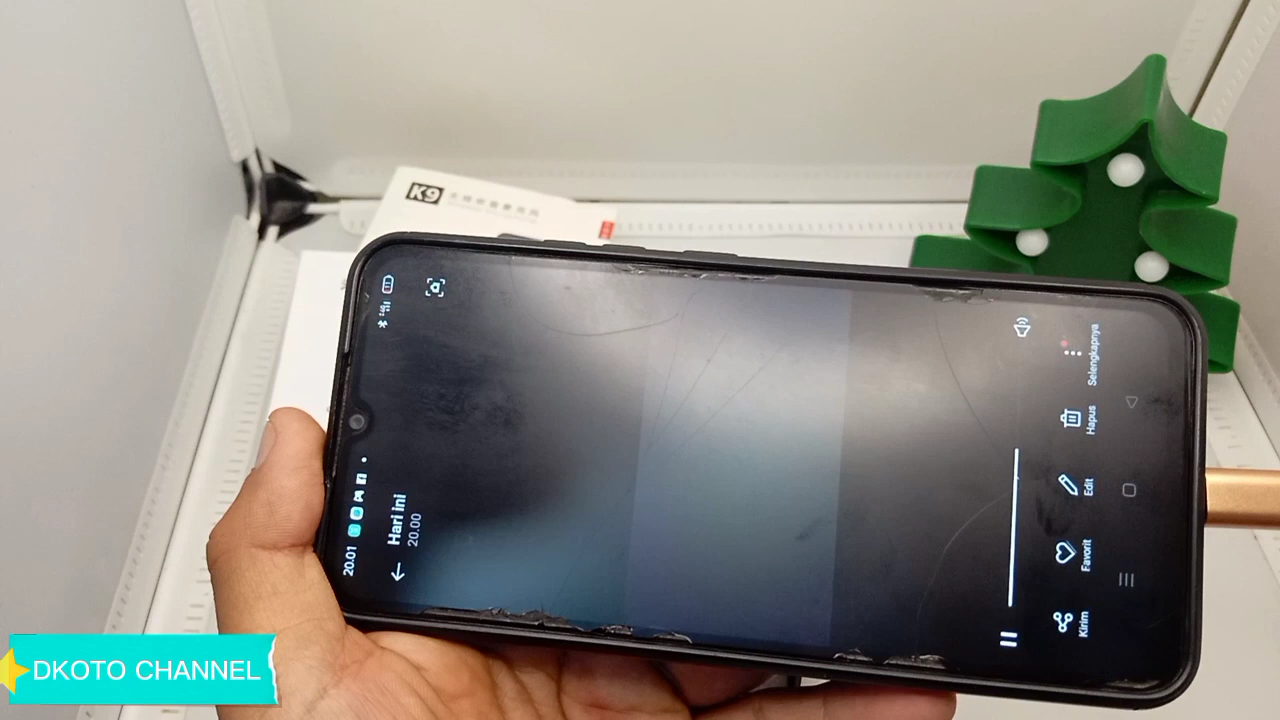 K9
20.01
Hari ini
20.00
Selengkapnya
Hapus
Edit
Favorit
Kirim
DKOTO CHANNEL